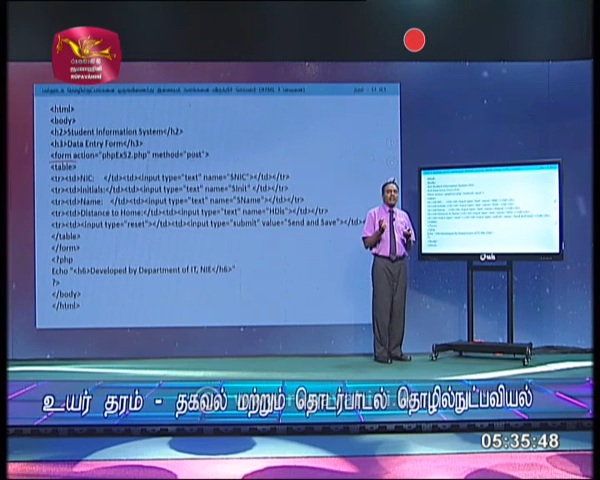 RUPAVAHINI
<html>
<body>
<h2>Student information System</h2>
<h3>Data Entry Form</h3>
<form action="phpEx52.php" method="post">
<table>
<tr><td>NIC: </td><td><input type="text" name="$NIC"></td></tr>
<tr><td>Initials:</td><td><input type="text" name="$Init" </td></tr>
<tr><td>Name: </td><td><input type="text" name="$Name"></td></tr>
<tr><td>Distance to Home:</td><td><input type="text" name="HDis"></td></tr>
<tr><td><input type="reset"></td><td><input type="submit" value="Send and Save"></td>
</table>
</form>
<?php
Echo "<h6>Developed by Department of IT, NIE</h6>"
?>
</body>
</html>
உயர் தரம் - தகவல் மற்றும் தொடர்பாடல் தொழில்நுட்பவியல்
05:35:48